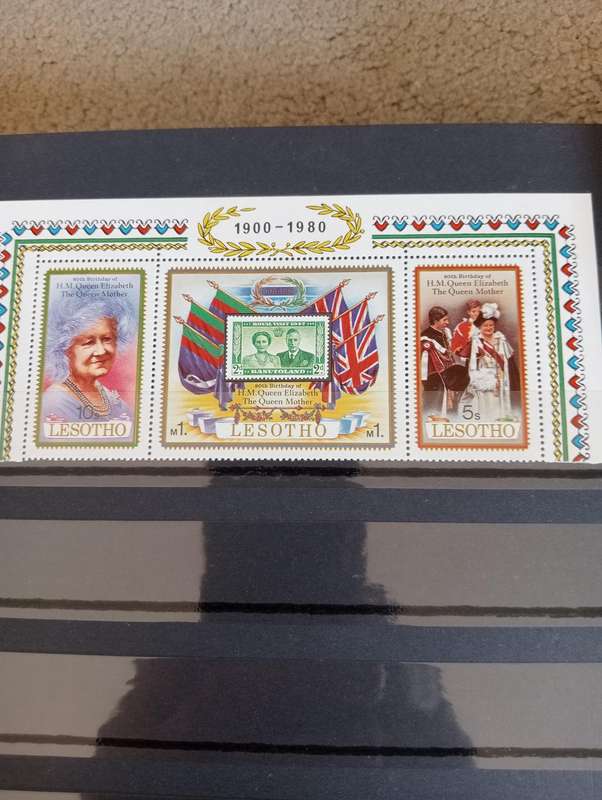 1900 - 1980
80th Birthday of
H.M. Queen Elizabeth
The Queen Mother
10s
LESOTHO
ROYAL VISIT 1947
2d 2d
BASUTOLAND
80th Birthday of
H.M. Queen Elizabeth
The Queen Mother
M1. LESOTHO M1.
80th Birthday of
H.M. Queen Elizabeth
The Queen Mother
5s
LESOTHO